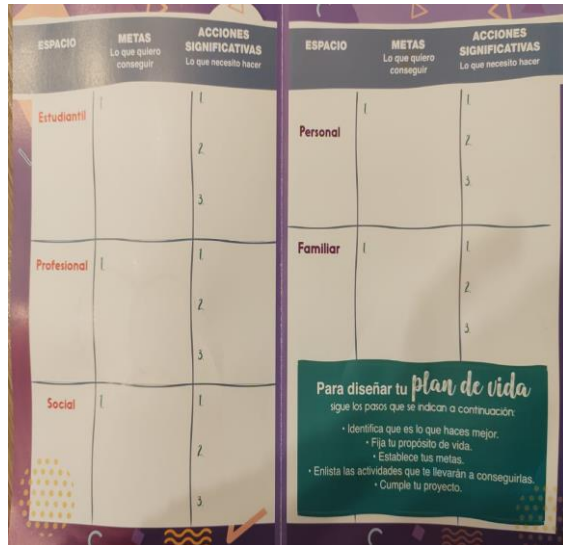 ESPACIO
METAS
Lo que quiero
conseguir
ACCIONES
SIGNIFICATIVAS
Lo que necesito hacer
Estudiantil
1.
1.
2.
3.
Profesional
1.
1.
2.
3
Social
1.
1.
2.
3
ESPACIO
METAS
Lo que quiero
conseguir
ACCIONES
SIGNIFICATIVAS
Lo que necesito hacer
Personal
1.
1.
2.
3.
Familiar
1.
1.
2.
3.
Para diseñar tu plan de vida
sigue los pasos que se indican a continuación:
• Identifica que es lo que haces mejor.
• Fija tu propósito de vida.
• Establece tus metas.
• Enlista las actividades que te llevarán a conseguirlas.
• Cumple tu proyecto.